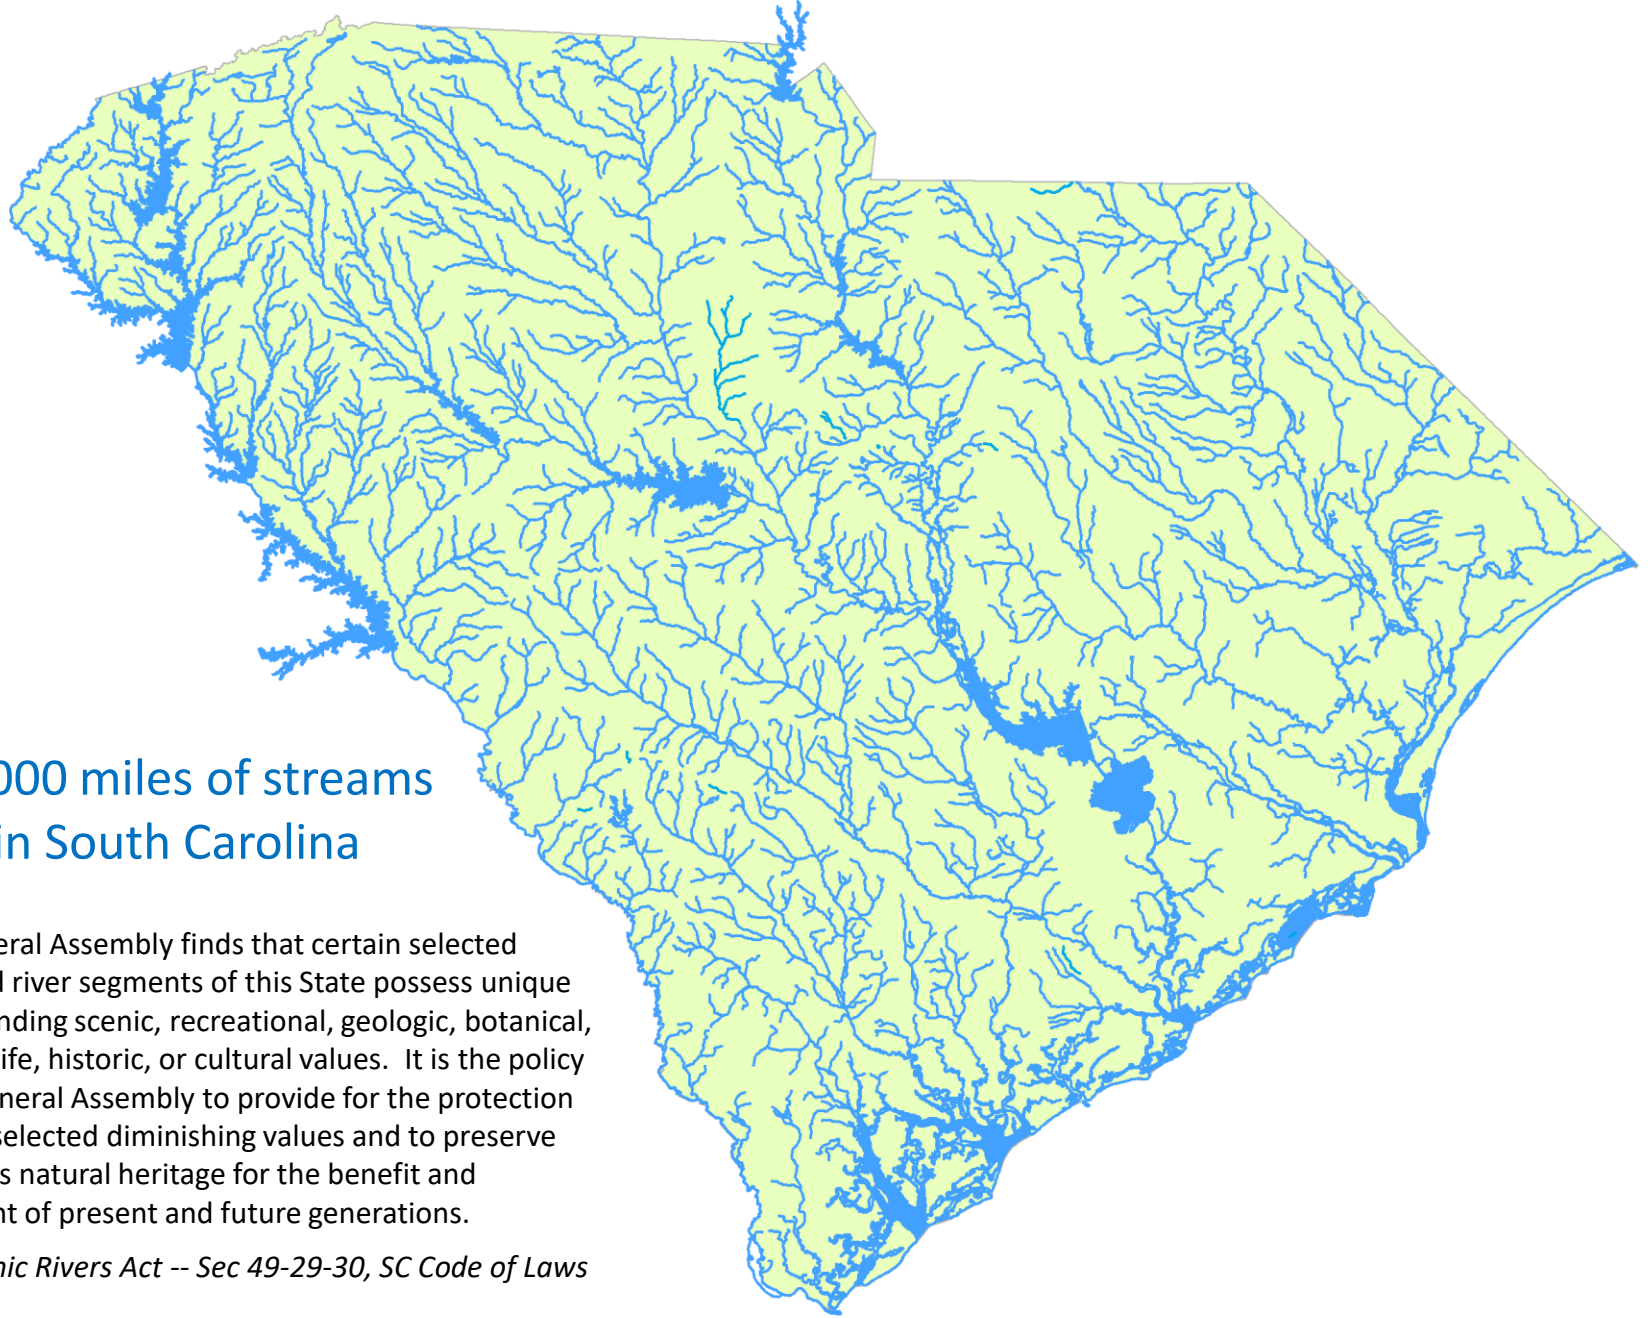 000 miles of streams
in South Carolina
eral Assembly finds that certain selected
d river segments of this State possess unique
nding scenic, recreational, geologic, botanical,
ife, historic, or cultural values.  It is the policy
neral Assembly to provide for the protection
selected diminishing values and to preserve
s natural heritage for the benefit and
nt of present and future generations.
nic Rivers Act -- Sec 49-29-30, SC Code of Laws